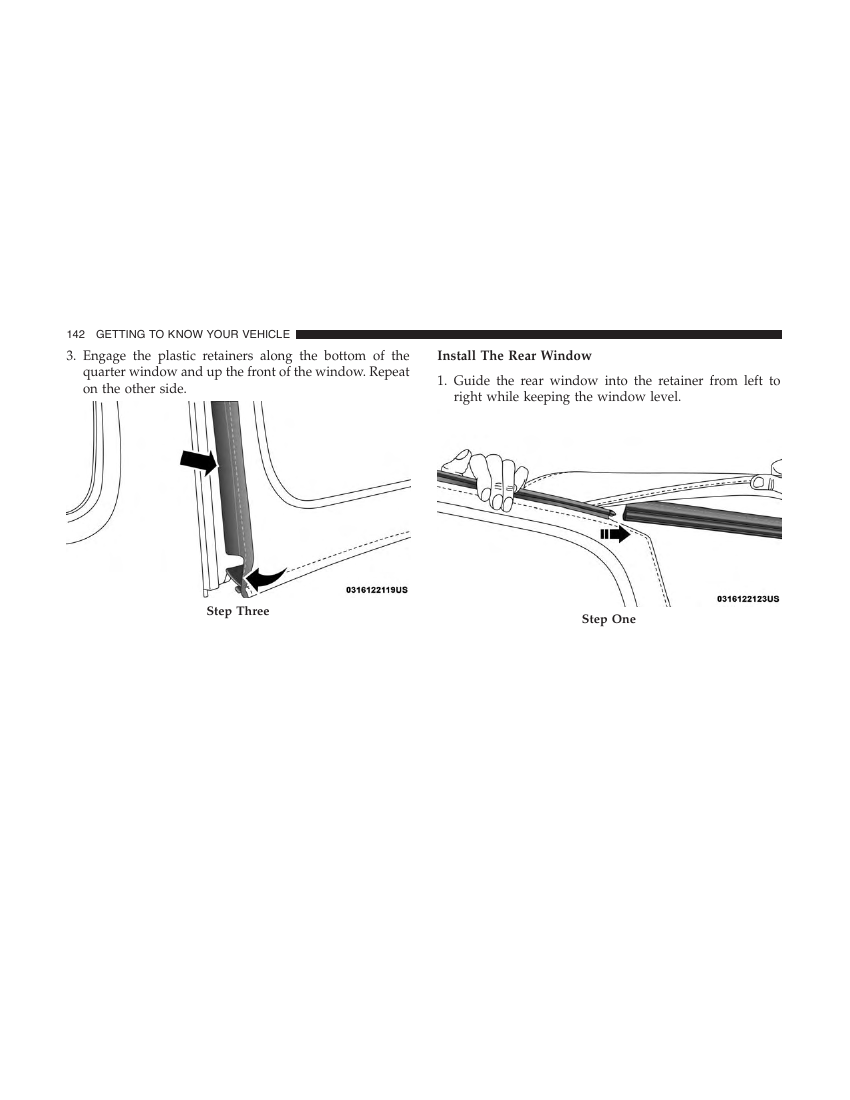 142 GETTING TO KNOW YOUR VEHICLE
3. Engage the plastic retainers along the bottom of the
quarter window and up the front of the window. Repeat
on the other side.
0316122119US
Step Three
Install The Rear Window
1. Guide the rear window into the retainer from left to
right while keeping the window level.
0316122123US
Step One